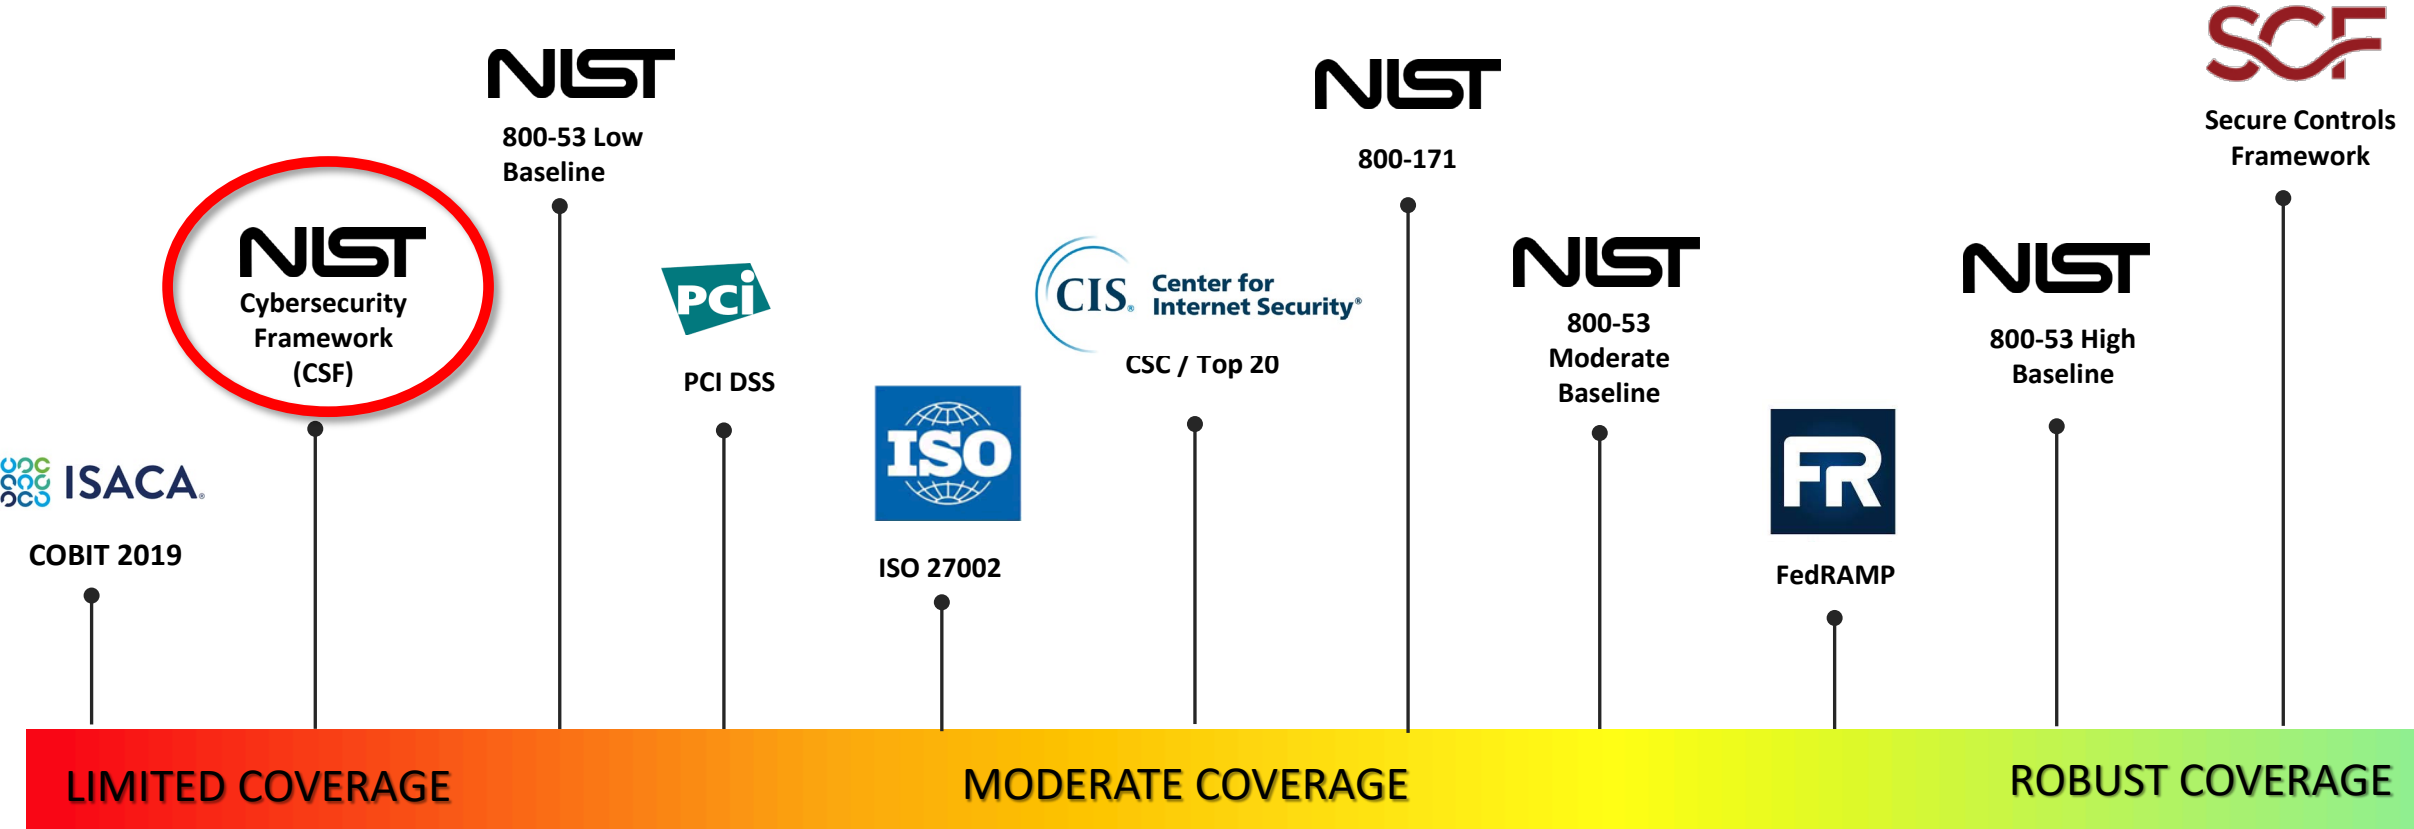 ISACA®
COBIT 2019
NIST
Cybersecurity
Framework
(CSF)
NIST
800-53 Low
Baseline
PCI
PCI DSS
ISO
ISO 27002
CIS® Center for
Internet Security®
CSC / Top 20
NIST
800-171
NIST
800-53
Moderate
Baseline
FR
FedRAMP
NIST
800-53 High
Baseline
SCF
Secure Controls
Framework
LIMITED COVERAGE
MODERATE COVERAGE
ROBUST COVERAGE